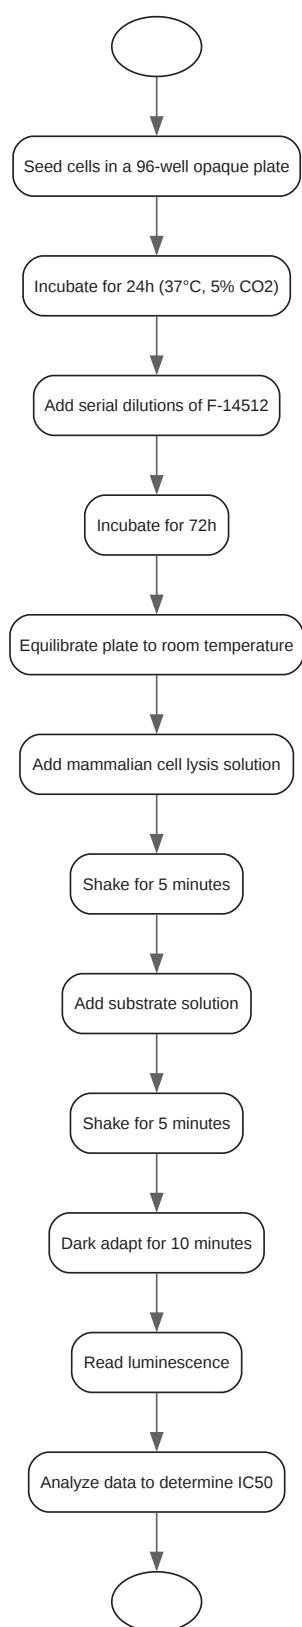 Seed cells in a 96-well opaque plate
Incubate for 24h (37°C, 5% CO2)
Add serial dilutions of F-14512
Incubate for 72h
Equilibrate plate to room temperature
Add mammalian cell lysis solution
Shake for 5 minutes
Add substrate solution
Shake for 5 minutes
Dark adapt for 10 minutes
Read luminescence
Analyze data to determine IC50